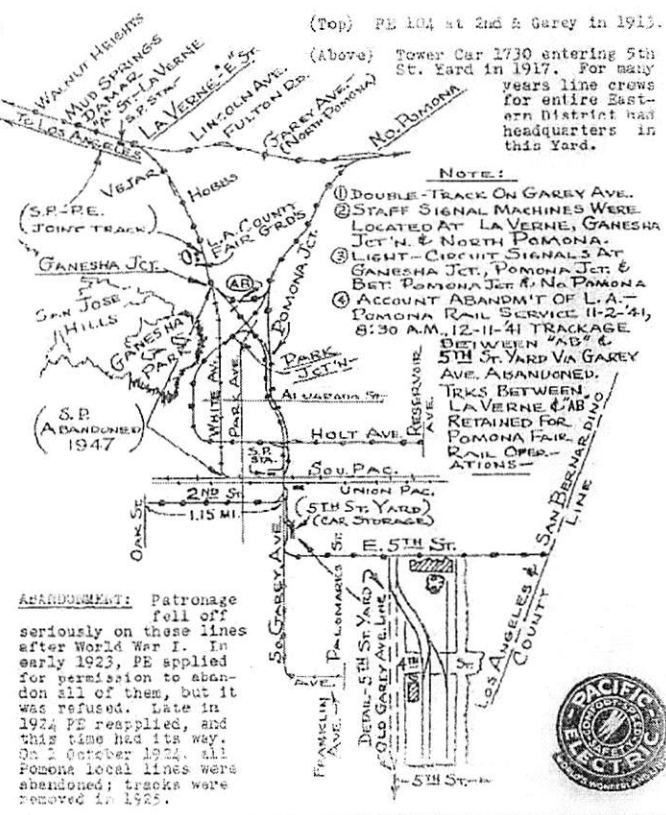 (Top) PE 104 at 2nd & Garey in 1913.
(Above) Tower Car 1730 entering 5th
St. Yard in 1917. For many
years line crews
for entire East-
ern District had
headquarters in
this Yard.
WALNUT HEIGHTS
MUD SPRINGS
DAMAR
"A" ST-LA VERNE
S.P. STA-
LA VERNE-"E" ST.
LINCOLN AVE.
FULTON RD.
GAREY AVE-
(NORTH POMONA)
NO. POMONA
TO LOS ANGELES
VEJAR
HOBBS
(S.P.-P.E.
JOINT TRACK)
L.A. COUNTY
FAIR GR'DS
GANESHA JCT.
AB
POMONA JCT.
SAN JOSE
HILLS
GANESHA
PARK
PARK
JCT'N-
NOTE:
① DOUBLE-TRACK ON GAREY AVE.
② STAFF SIGNAL MACHINES WERE
LOCATED AT LA VERNE, GANESHA
JCT'N. & NORTH POMONA.
③ LIGHT-CIRCUIT SIGNALS AT
GANESHA JCT., POMONA JCT. &
BET. POMONA JCT. & NO. POMONA
④ ACCOUNT ABANDM'T OF L.A.-
POMONA RAIL SERVICE 11-2-'41,
8:30 A.M., 12-11-'41 TRACKAGE
BETWEEN "AB" &
5TH ST. YARD VIA GAREY
AVE. ABANDONED.
TRKS BETWEEN
LA VERNE & "AB"
RETAINED FOR
POMONA FAIR
RAIL OPER-
ATIONS-
WHITE AV.
PARK AVE.
ALVARADO ST.
RESERVOIR
AVE.
(S.P.
ABANDONED
1947)
HOLT AVE.
S.P.
STA.
SOU. PAC.
UNION PAC.
2ND ST.
1.15 MI.
OAK ST.
(5TH ST. YARD)
(CAR STORAGE)
E. 5TH ST.
SO. GAREY AVE
PALOMARES ST.
FRANKLIN AVE
AVE
DETAIL-5TH ST. YARD
OLD GAREY AVE. LINE
4TH ST.
-5TH ST.-
LOS ANGELES & SAN BERNARDINO
COUNTY LINE
ABANDONMENT: Patronage
fell off
seriously on these lines
after World War I. In
early 1923, PE applied
for permission to aban-
don all of them, but it
was refused. Late in
1924 PE reapplied, and
this time had its way.
On 2 October 1924, all
Pomona local lines were
abandoned; tracks were
removed in 1925.
PACIFIC
ELECTRIC
COMFORT-SPEED
SAFETY